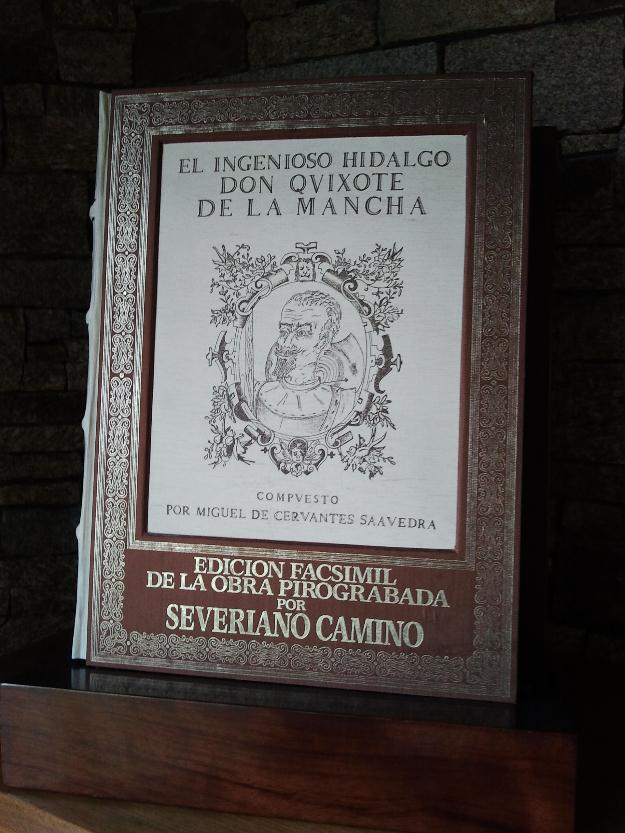 EL INGENIOSO HIDALGO
DON QVIXOTE
DE LA MANCHA
COMPVESTO
POR MIGUEL DE CERVANTES SAAVEDRA
EDICION FACSIMIL
DE LA OBRA PIROGRABADA
POR
SEVERIANO CAMINO